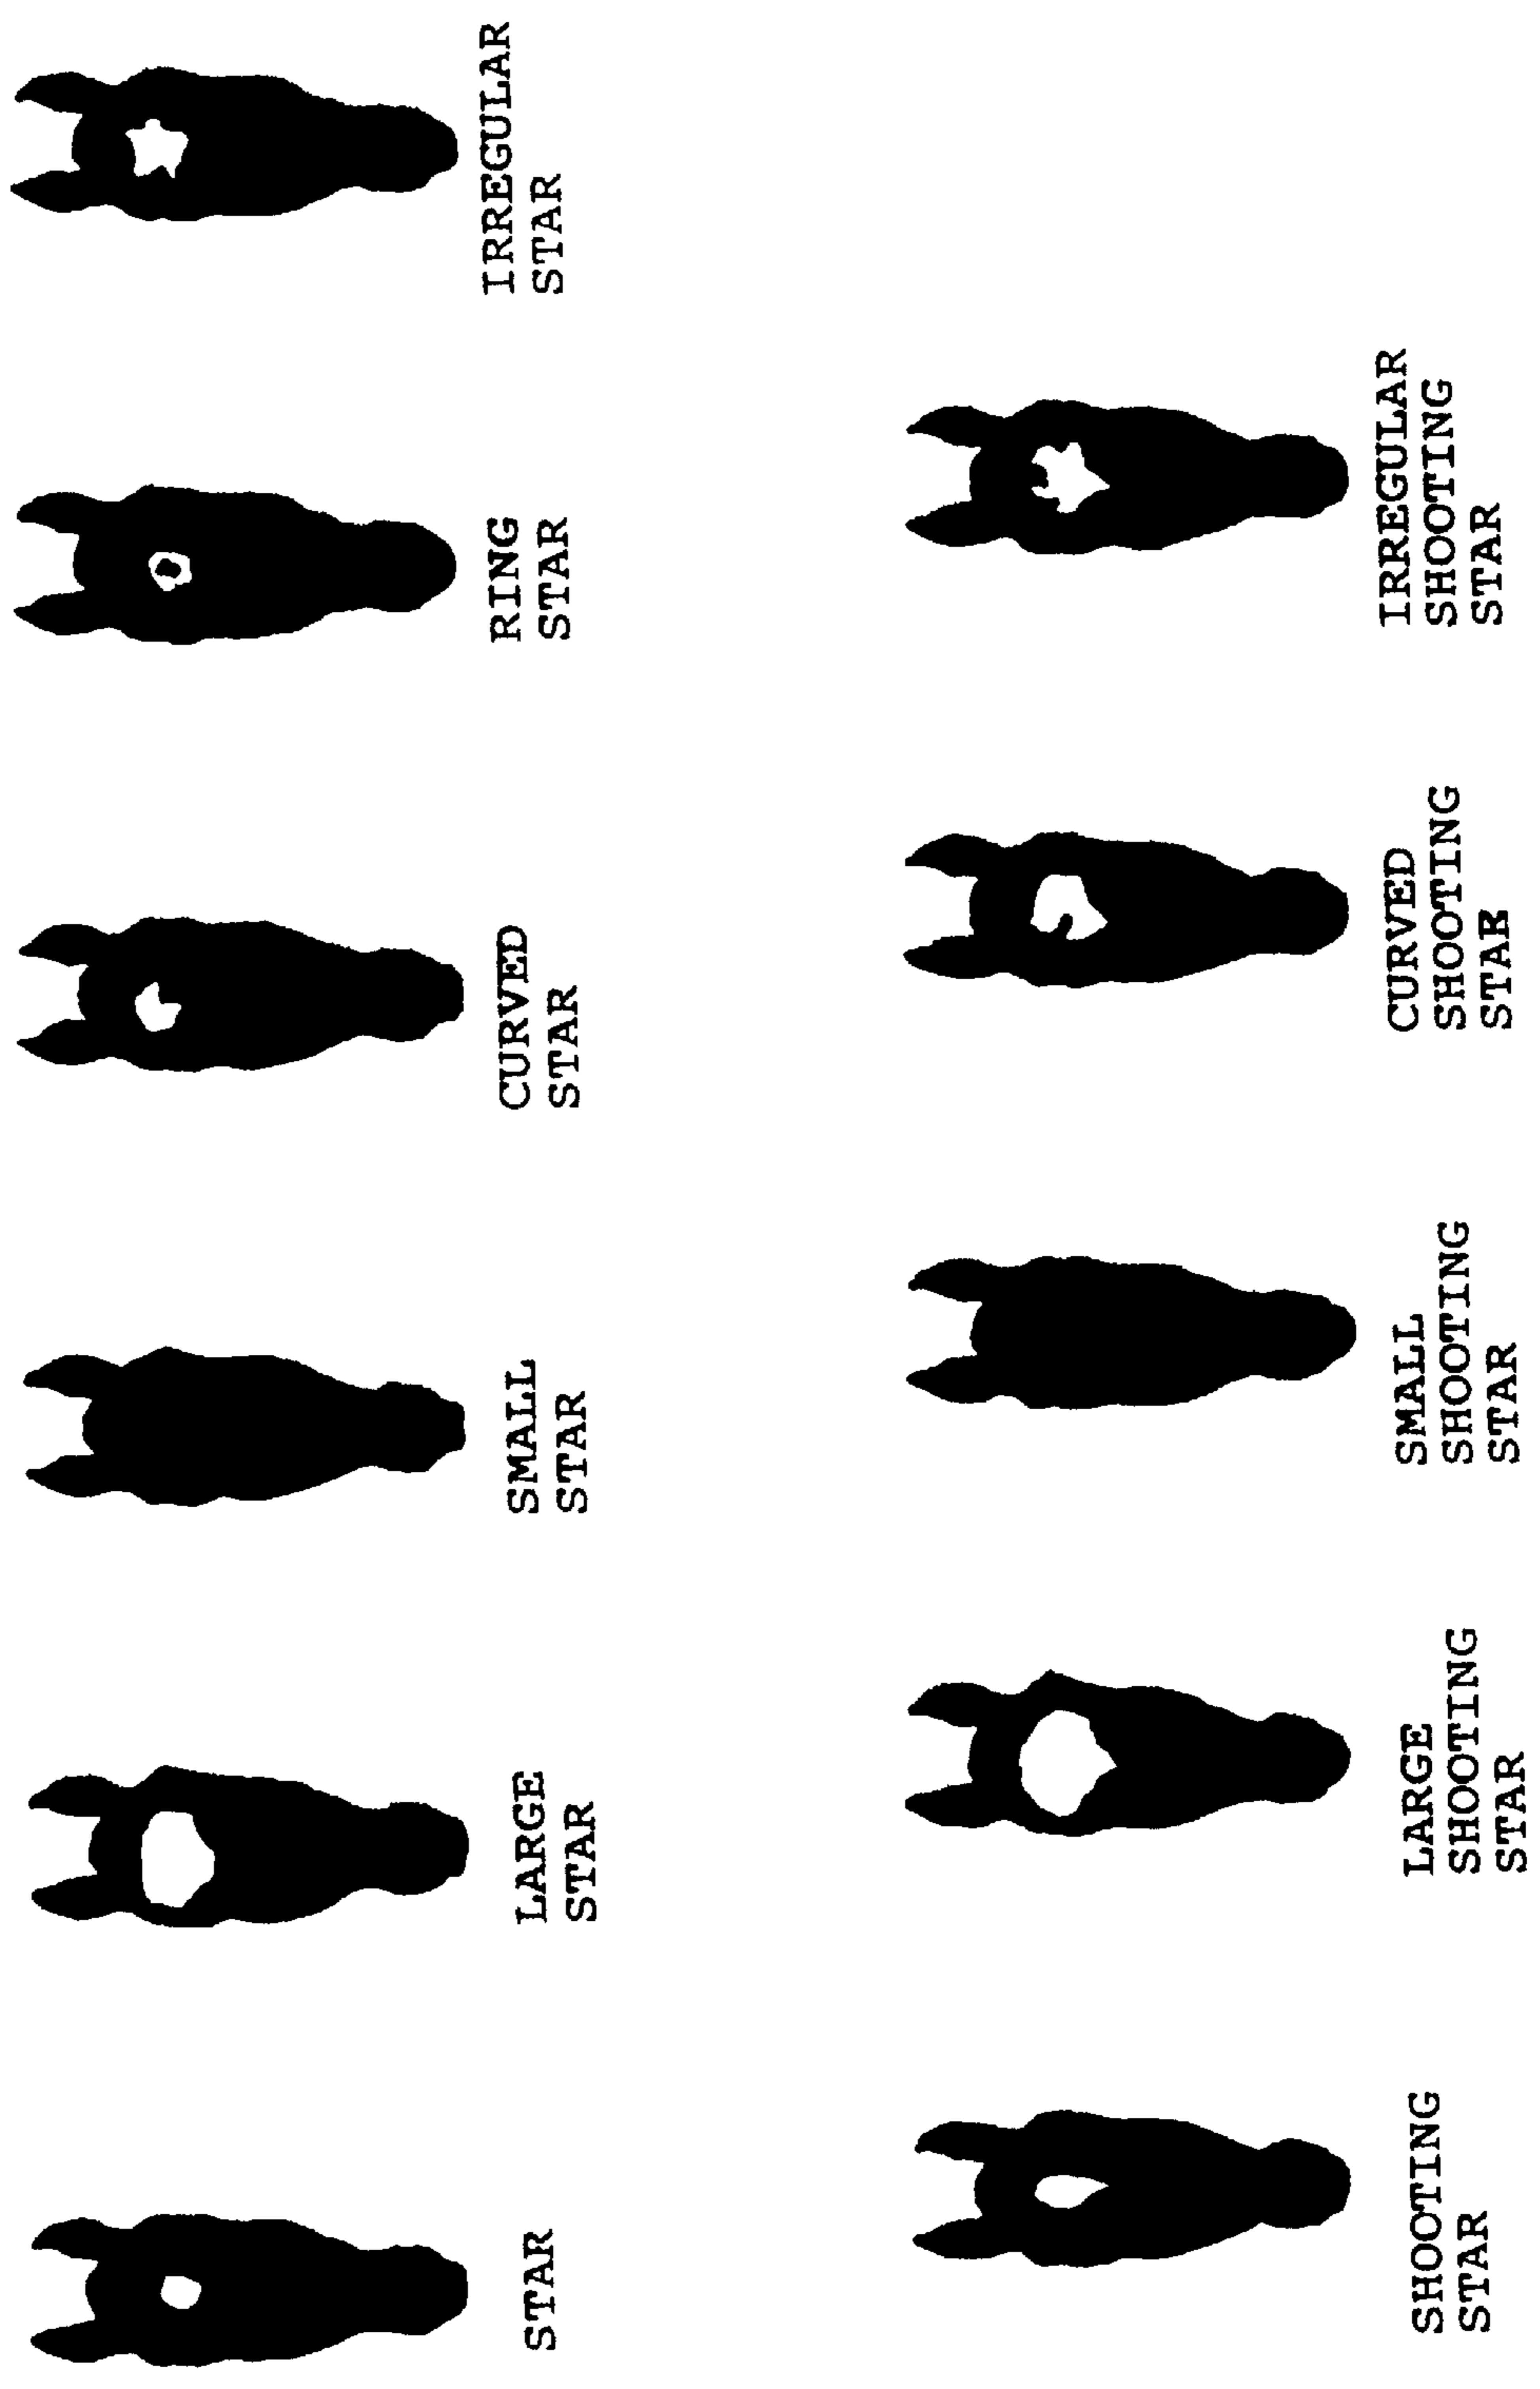 STAR
LARGE
STAR
SMALL
STAR
CURVED
STAR
RING
STAR
IRREGULAR
STAR
SHOOTING
STAR
LARGE
SHOOTING
STAR
SMALL
SHOOTING
STAR
CURVED
SHOOTING
STAR
IRREGULAR
SHOOTING
STAR